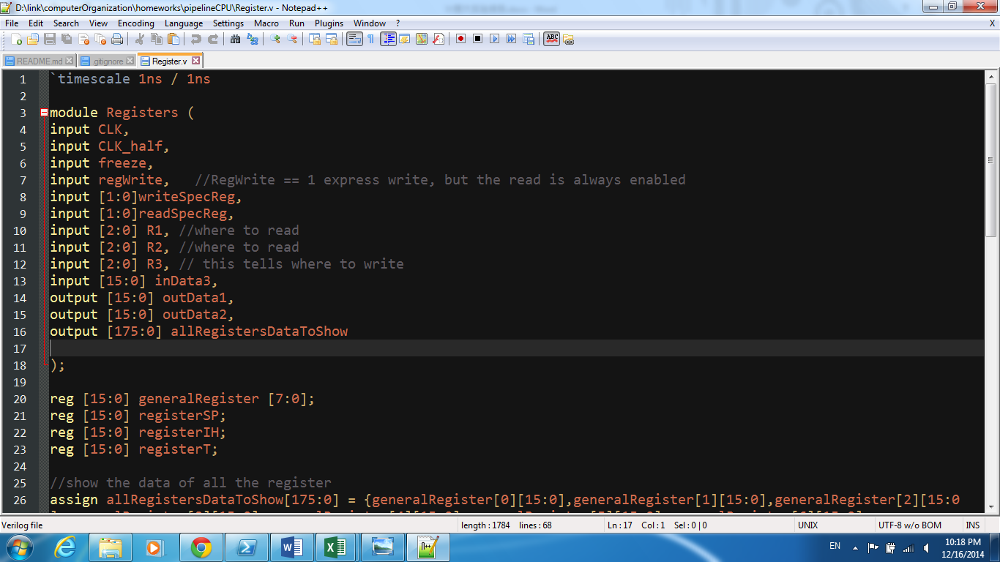 D:\link\computerOrganization\homeworks\pipelineCPU\Register.v - Notepad++
File Edit Search View Encoding Language Settings Macro Run Plugins Window ? X
README.md .gitignore Register.v
1 `timescale 1ns / 1ns
2
3 module Registers (
4 input CLK,
5 input CLK_half,
6 input freeze,
7 input regWrite, //RegWrite == 1 express write, but the read is always enabled
8 input [1:0]writeSpecReg,
9 input [1:0]readSpecReg,
10 input [2:0] R1, //where to read
11 input [2:0] R2, //where to read
12 input [2:0] R3, // this tells where to write
13 input [15:0] inData3,
14 output [15:0] outData1,
15 output [15:0] outData2,
16 output [175:0] allRegistersDataToShow
17
18 );
19
20 reg [15:0] generalRegister [7:0];
21 reg [15:0] registerSP;
22 reg [15:0] registerIH;
23 reg [15:0] registerT;
24
25 //show the data of all the register
26 assign allRegistersDataToShow[175:0] = {generalRegister[0][15:0],generalRegister[1][15:0],generalRegister[2][15:0
Verilog file length : 1784 lines : 68 Ln : 17 Col : 1 Sel : 0 | 0 UNIX UTF-8 w/o BOM INS
EN 10:18 PM
12/16/2014